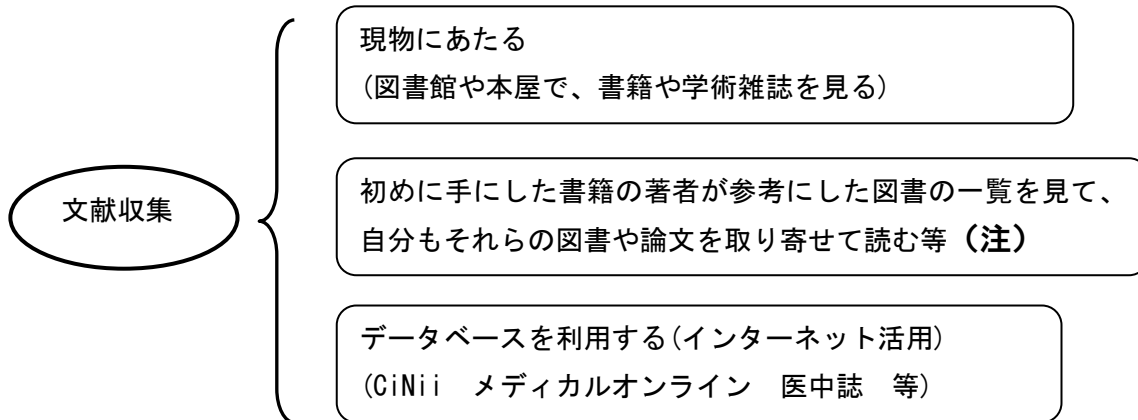 現物にあたる
(図書館や本屋で、書籍や学術雑誌を見る)
文献収集
初めに手にした書籍の著者が参考にした図書の一覧を見て、
自分もそれらの図書や論文を取り寄せて読む等（注）
データベースを利用する(インターネット活用)
(CiNii　メディカルオンライン　医中誌　等)